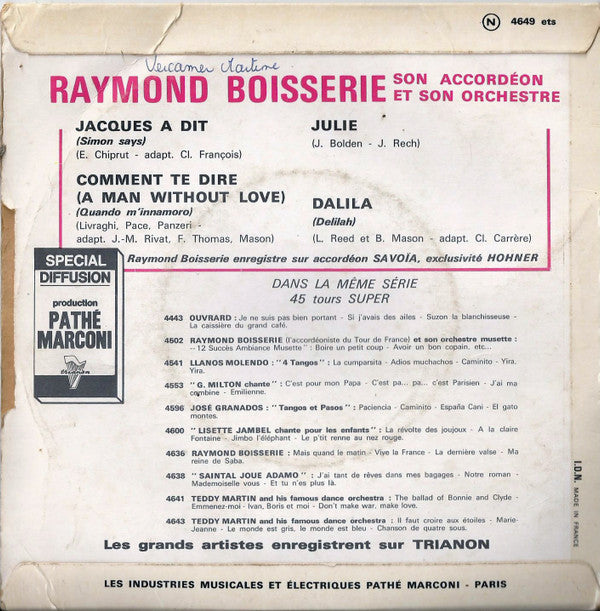 N 4649 ets
RAYMOND BOISSERIE SON ACCORDÉON
ET SON ORCHESTRE
JACQUES A DIT
(Simon says)
(E. Chiprut - adapt. Cl. François)
COMMENT TE DIRE
(A MAN WITHOUT LOVE)
(Quando m'innamoro)
(Livraghi, Pace, Panzeri -
adapt. J.-M. Rivat, F. Thomas, Mason)
JULIE
(J. Bolden - J. Rech)
DALILA
(Delilah)
(L. Reed et B. Mason - adapt. Cl. Carrère)
Raymond Boisserie enregistre sur accordéon SAVOÏA, exclusivité HOHNER
SPECIAL
DIFFUSION
production
PATHÉ
MARCONI
trianon
DANS LA MÊME SÉRIE
45 tours SUPER
4443 OUVRARD : Je ne suis pas bien portant - Si j'avais des ailes - Suzon la blanchisseuse -
La caissière du grand café.
4502 RAYMOND BOISSERIE (l'accordéoniste du Tour de France) et son orchestre musette :
--12 Succès Ambiance Musette" : Boire un petit coup - Avoir un bon copain, etc...
4541 LLANOS MOLENDO : "4 Tangos" : La cumparsita - Adios muchachos - Caminito - Yira.
Yira.
4553 "G. MILTON chante" : C'est pour mon Papa - C'est pa... pa... c'est Parisien - J'ai ma
combine - Emilienne.
4596 JOSÉ GRANADOS : "Tangos et Pasos" : Paciencia - Caminito - España Cani - El gato
montes.
4600 "LISETTE JAMBEL chante pour les enfants" : La révolte des joujoux - A la claire
Fontaine - Jimbo l'éléphant - Le p'tit renne au nez rouge.
4636 RAYMOND BOISSERIE : Mais quand le matin - Vive la France - La dernière valse - Ma
reine de Saba.
4638 "SAINTAL JOUE ADAMO" : J'ai tant de rêves dans mes bagages - Notre roman -
Mademoiselle vous - Et tu n'es plus là.
4641 TEDDY MARTIN and his famous dance orchestra : The ballad of Bonnie and Clyde -
Emmenez-moi - Ivan, Boris et moi - Don't make war, make love.
4643 TEDDY MARTIN and his famous dance orchestra : Il faut croire aux étoiles - Marie-
Jeanne - Le monde est gris, le monde est bleu - Chanson de quatre sous.
Les grands artistes enregistrent sur TRIANON
I.D.N. MADE IN FRANCE
LES INDUSTRIES MUSICALES ET ÉLECTRIQUES PATHÉ MARCONI - PARIS